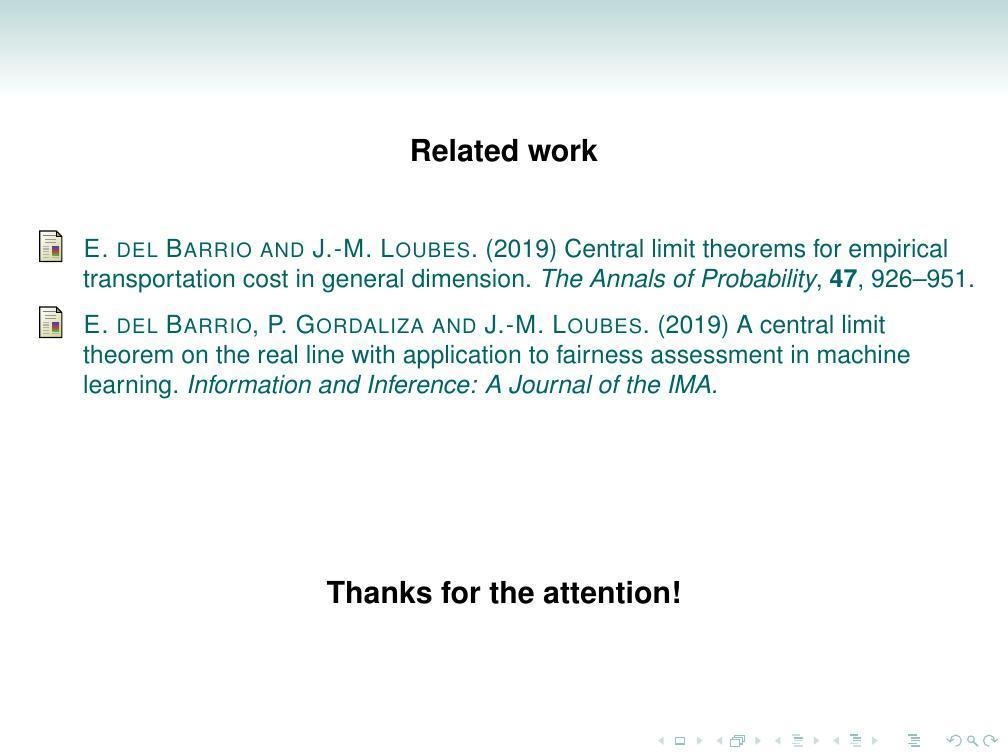 Related work
E. DEL BARRIO AND J.-M. LOUBES. (2019) Central limit theorems for empirical
transportation cost in general dimension. The Annals of Probability, 47, 926–951.
E. DEL BARRIO, P. GORDALIZA AND J.-M. LOUBES. (2019) A central limit
theorem on the real line with application to fairness assessment in machine
learning. Information and Inference: A Journal of the IMA.
Thanks for the attention!